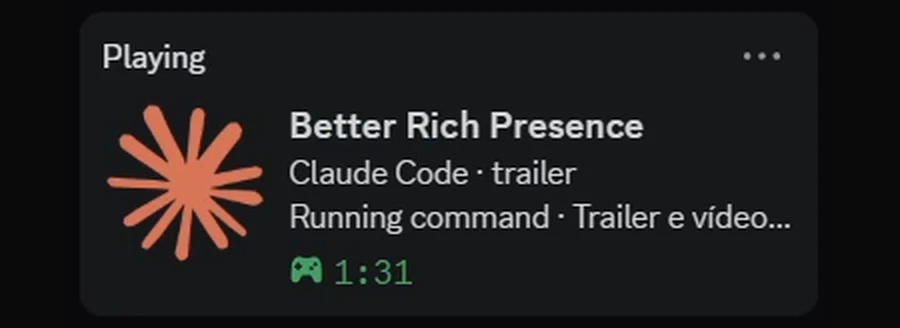 Playing
Better Rich Presence
Claude Code · trailer
Running command · Trailer e vídeo...
1:31